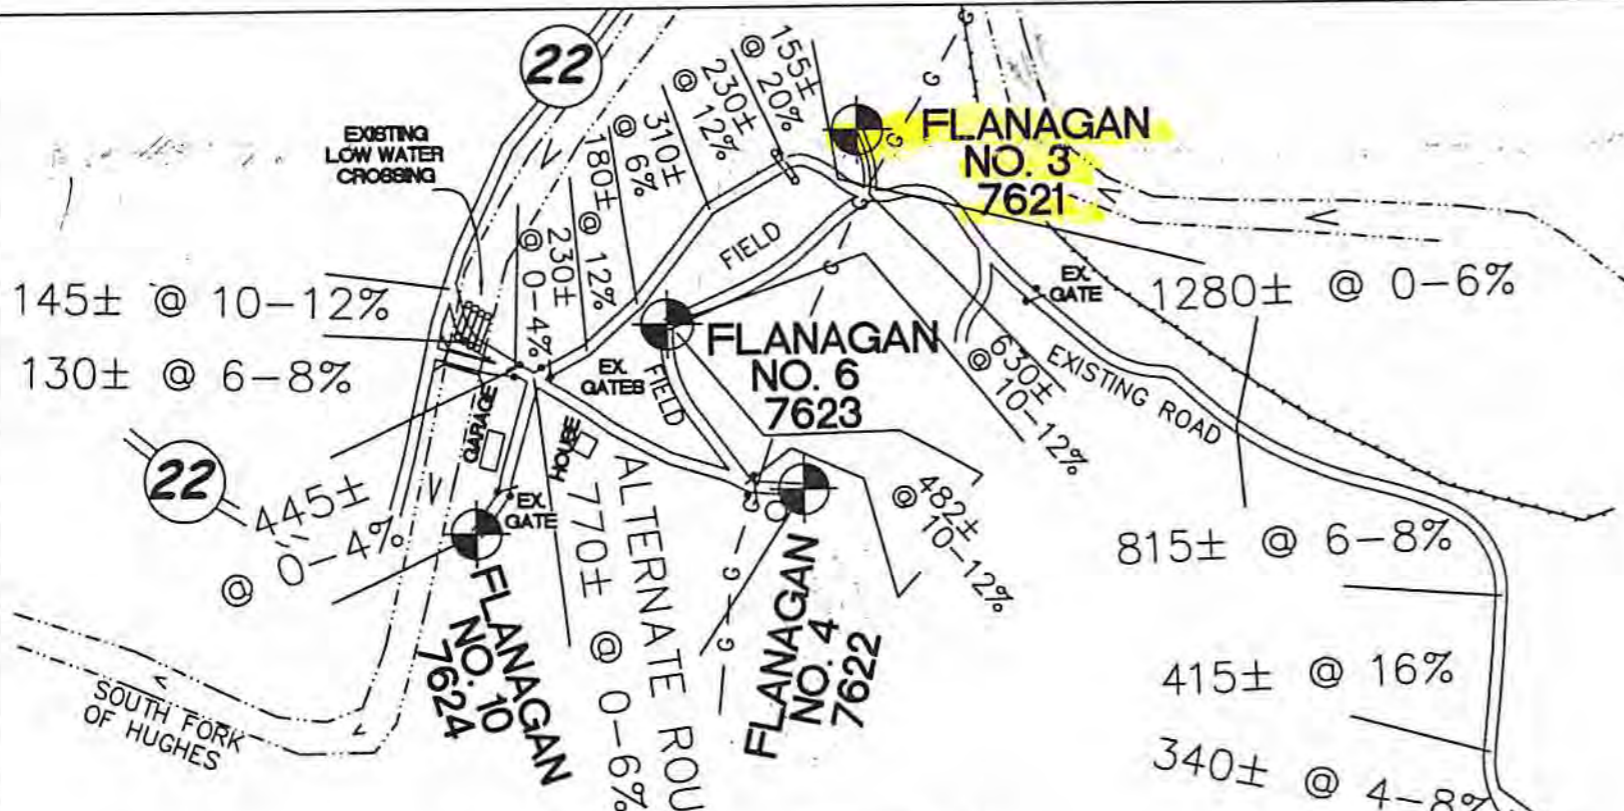 22
EXISTING
LOW WATER
CROSSING
155±
@ 20%
230±
@ 12%
310±
@ 6%
180±
@ 12%
230±
@ 0-4%
FLANAGAN
NO. 3
7621
G
G
G
G
FIELD
145± @ 10-12%
130± @ 6-8%
EX.
GATE
1280± @ 0-6%
FLANAGAN
NO. 6
7623
EX.
GATES
FIELD
630±
@ 10-12%
EXISTING ROAD
GARAGE
HOUSE
22
445±
@ 0-4%
EX.
GATE
482±
@ 10-12%
815± @ 6-8%
G
G
G
FLANAGAN
NO. 10
7624
770± @ 0-6%
ALTERNATE ROU
FLANAGAN
NO. 4
7622
415± @ 16%
SOUTH FORK
OF HUGHES
340± @ 4-8%